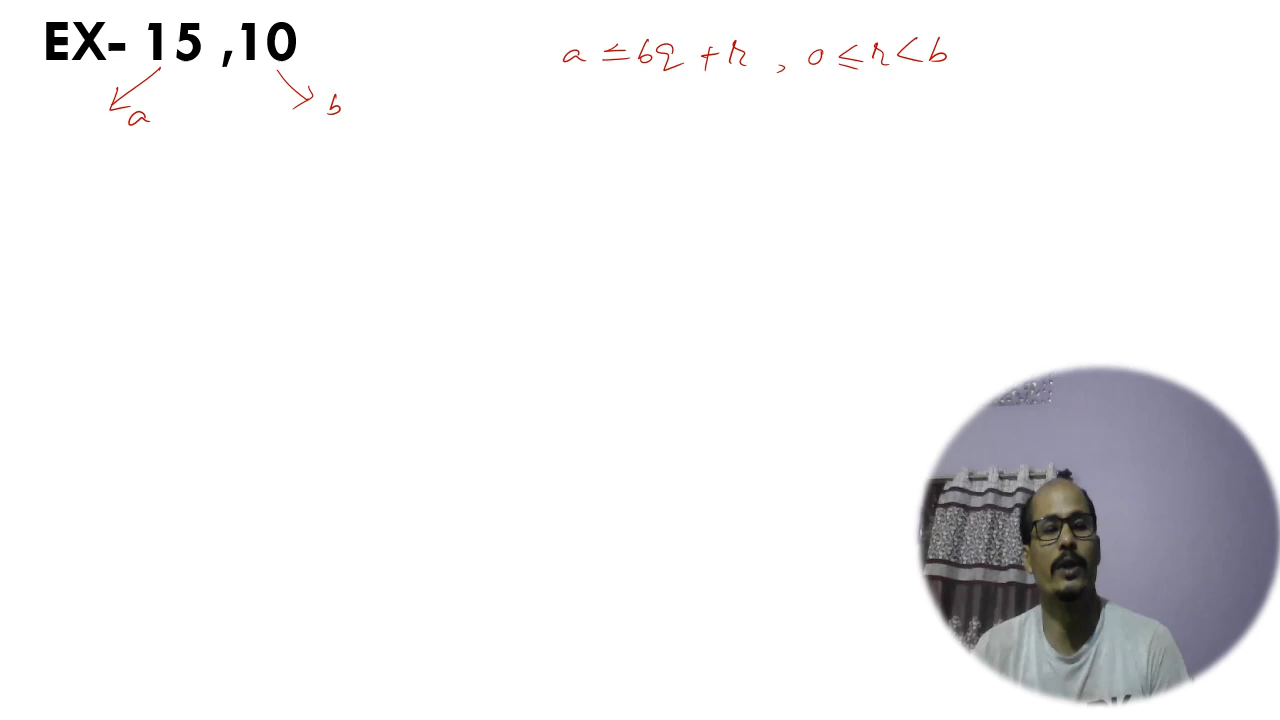 EX- 15 ,10
a ≤ bq + r , 0 ≤ r < b
a
b